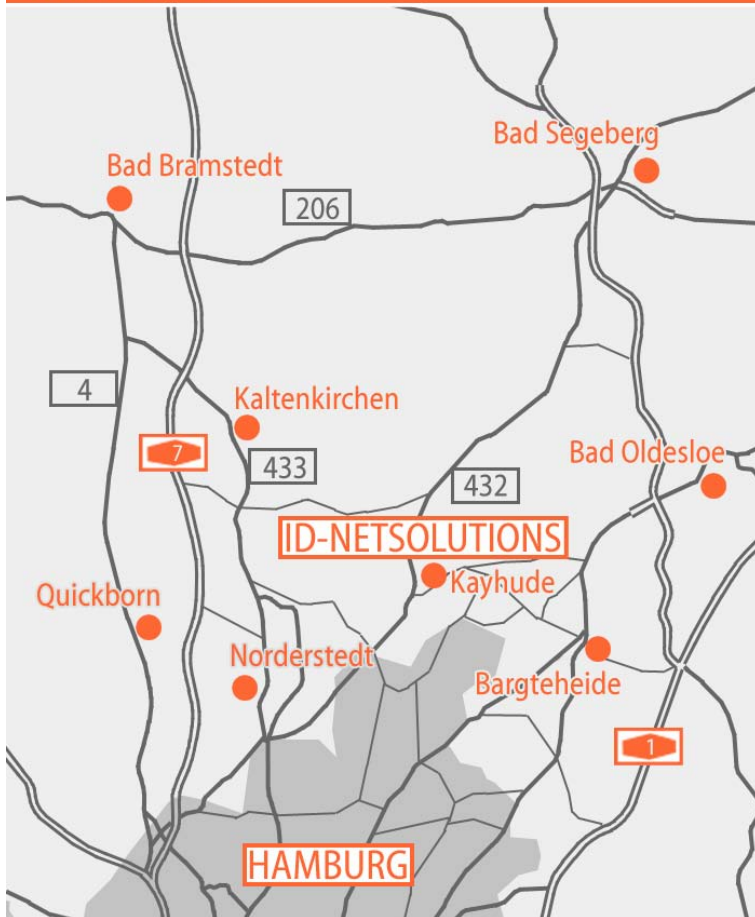 Bad Segeberg
Bad Bramstedt
206
4
Kaltenkirchen
7
433
Bad Oldesloe
432
ID-NETSOLUTIONS
Kayhude
Quickborn
Norderstedt
Bargteheide
1
HAMBURG